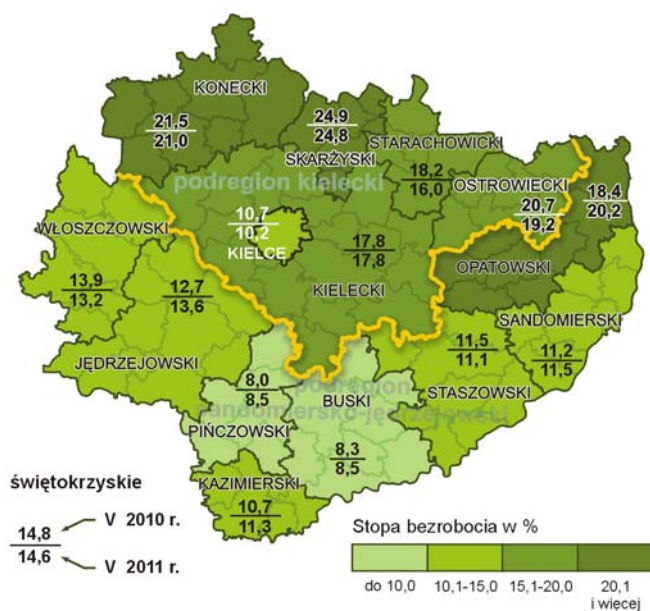 KONECKI
21,5
21,0
24,9
24,8
SKARŻYSKI
STARACHOWICKI
18,2
16,0
OSTROWIECKI
20,7
19,2
18,4
20,2
podregion kielecki
WŁOSZCZOWSKI
10,7
10,2
KIELCE
17,8
17,8
KIELECKI
OPATOWSKI
13,9
13,2
12,7
13,6
SANDOMIERSKI
11,2
11,5
JĘDRZEJOWSKI
11,5
11,1
STASZOWSKI
8,0
8,5
podregion
sandomiersko-jędrzejowski
BUSKI
PIŃCZOWSKI
8,3
8,5
KAZIMIERSKI
10,7
11,3
świętokrzyskie
14,8
V 2010 r.
14,6
V 2011 r.
Stopa bezrobocia w %
do 10,0
10,1-15,0
15,1-20,0
20,1
i więcej